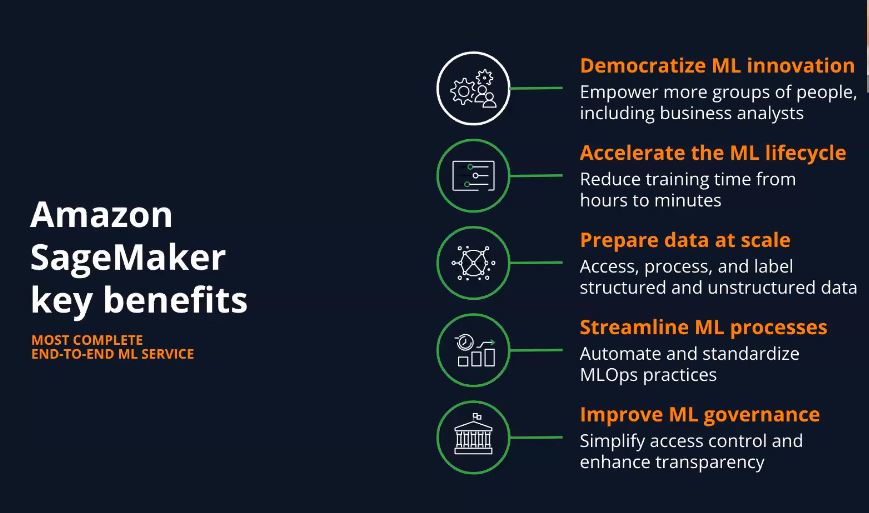 Amazon
SageMaker
key benefits
MOST COMPLETE
END-TO-END ML SERVICE
Democratize ML innovation
Empower more groups of people,
including business analysts
Accelerate the ML lifecycle
Reduce training time from
hours to minutes
Prepare data at scale
Access, process, and label
structured and unstructured data
Streamline ML processes
Automate and standardize
MLOps practices
Improve ML governance
Simplify access control and
enhance transparency